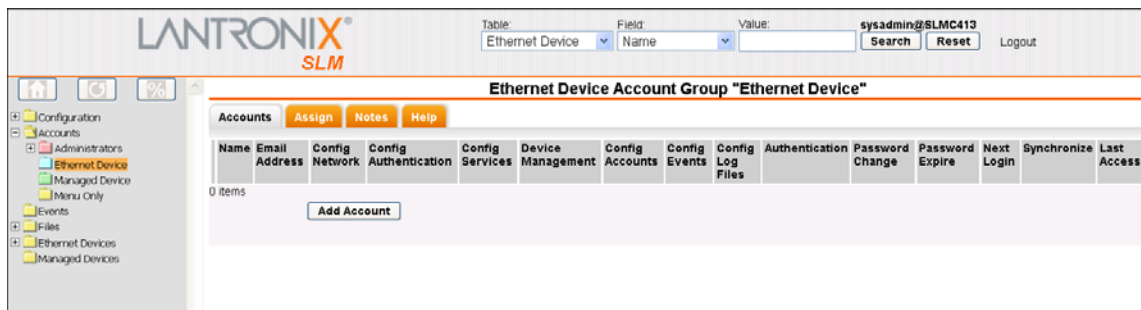 LANTRONIX®
SLM
Table:
Field:
Value:
sysadmin@SLMC413
Ethernet Device
Name
Search
Reset
Logout
%
Ethernet Device Account Group "Ethernet Device"
Configuration
Accounts
Administrators
Ethernet Device
Managed Device
Menu Only
Events
Files
Ethernet Devices
Managed Devices
Accounts
Assign
Notes
Help
Name Email Config Config Config Device Config Config Config Authentication Password Password Next Synchronize Last
Address Network Authentication Services Management Accounts Events Log Change Expire Login Access
Files
0 items
Add Account